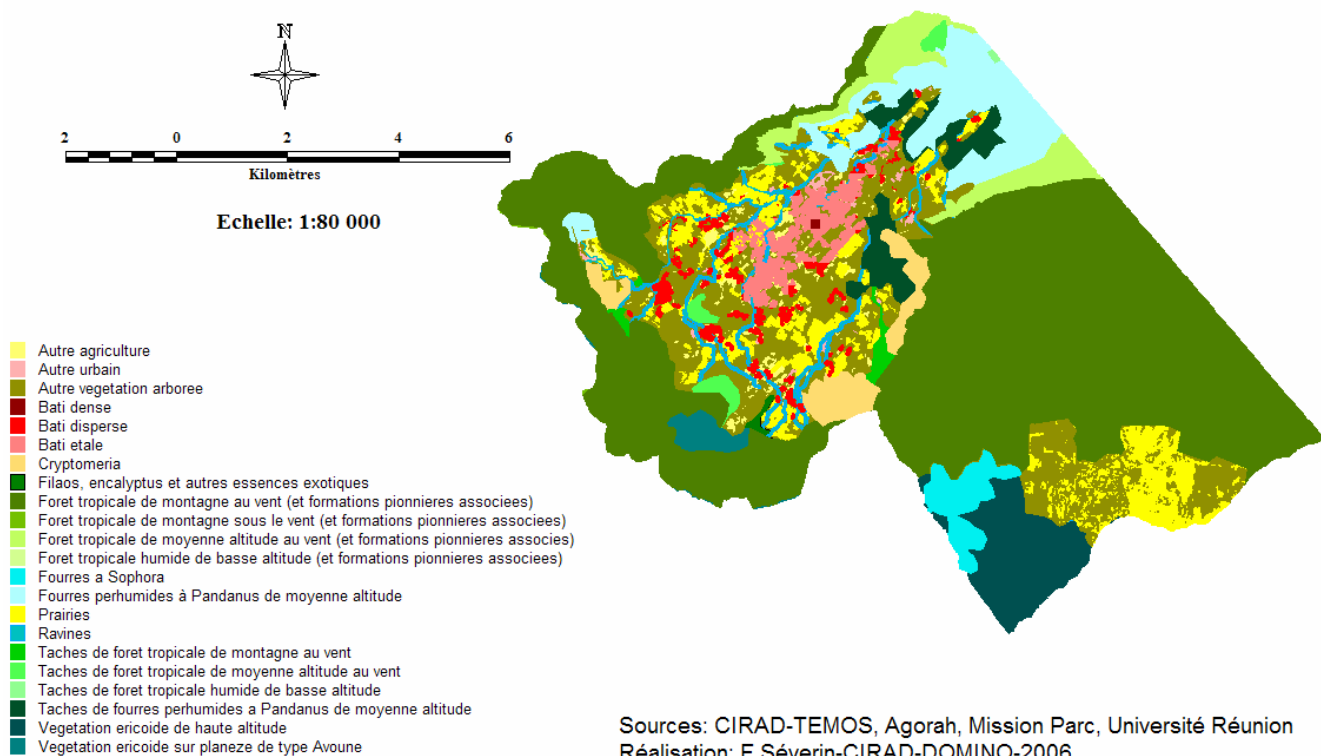 N
2 0 2 4 6
Kilomètres
Echelle: 1:80 000
Autre agriculture
Autre urbain
Autre vegetation arboree
Bati dense
Bati disperse
Bati etale
Cryptomeria
Filaos, encalyptus et autres essences exotiques
Foret tropicale de montagne au vent (et formations pionnieres associees)
Foret tropicale de montagne sous le vent (et formations pionnieres associees)
Foret tropicale de moyenne altitude au vent (et formations pionnieres associes)
Foret tropicale humide de basse altitude (et formations pionnieres associees)
Fourres a Sophora
Fourres perhumides à Pandanus de moyenne altitude
Prairies
Ravines
Taches de foret tropicale de montagne au vent
Taches de foret tropicale de moyenne altitude au vent
Taches de foret tropicale humide de basse altitude
Taches de fourres perhumides a Pandanus de moyenne altitude
Vegetation ericoide de haute altitude
Vegetation ericoide sur planeze de type Avoune
Sources: CIRAD-TEMOS, Agorah, Mission Parc, Université Réunion
Réalisation: F.Séverin-CIRAD-DOMINO-2006